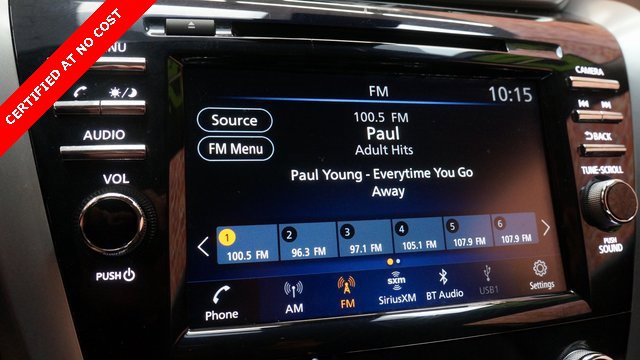 CERTIFIED AT NO COST
MENU
AUDIO
VOL
PUSH
FM
10:15
Source
FM Menu
100.5 FM
Paul
Adult Hits
Paul Young - Everytime You Go
Away
1 2 3 4 5 6
100.5 FM 96.3 FM 97.1 FM 105.1 FM 107.9 FM 107.9 FM
Phone
AM
FM
sxm
SiriusXM
BT Audio
USB1
Settings
CAMERA
BACK
TUNE-SCROLL
PUSH
SOUND